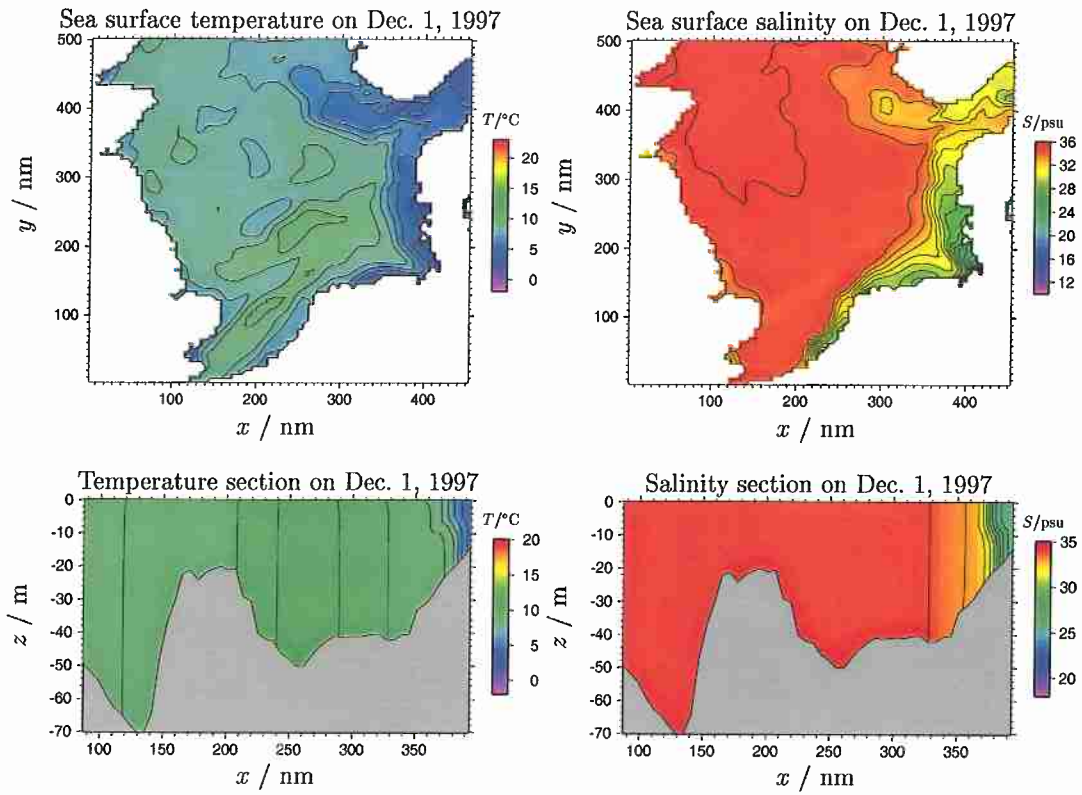 Sea surface temperature on Dec. 1, 1997
500
400
300
200
100
100 200 300 400
y / nm
x / nm
T/°C
20
15
10
5
0
Sea surface salinity on Dec. 1, 1997
500
400
300
200
100
100 200 300 400
y / nm
x / nm
S/psu
36
32
28
24
20
16
12
Temperature section on Dec. 1, 1997
0
-10
-20
-30
-40
-50
-60
-70
100 150 200 250 300 350
z / m
x / nm
T/°C
20
15
10
5
0
Salinity section on Dec. 1, 1997
0
-10
-20
-30
-40
-50
-60
-70
100 150 200 250 300 350
z / m
x / nm
S/psu
35
30
25
20